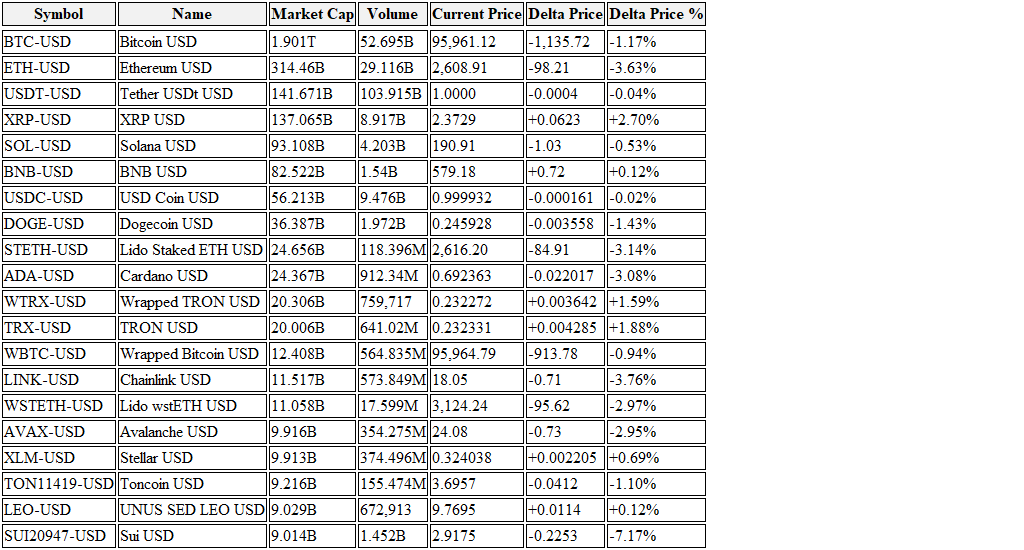 Symbol Name Market Cap Volume Current Price Delta Price Delta Price %
BTC-USD Bitcoin USD 1.901T 52.695B 95,961.12 -1,135.72 -1.17%
ETH-USD Ethereum USD 314.46B 29.116B 2,608.91 -98.21 -3.63%
USDT-USD Tether USDt USD 141.671B 103.915B 1.0000 -0.0004 -0.04%
XRP-USD XRP USD 137.065B 8.917B 2.3729 +0.0623 +2.70%
SOL-USD Solana USD 93.108B 4.203B 190.91 -1.03 -0.53%
BNB-USD BNB USD 82.522B 1.54B 579.18 +0.72 +0.12%
USDC-USD USD Coin USD 56.213B 9.476B 0.999932 -0.000161 -0.02%
DOGE-USD Dogecoin USD 36.387B 1.972B 0.245928 -0.003558 -1.43%
STETH-USD Lido Staked ETH USD 24.656B 118.396M 2,616.20 -84.91 -3.14%
ADA-USD Cardano USD 24.367B 912.34M 0.692363 -0.022017 -3.08%
WTRX-USD Wrapped TRON USD 20.306B 759,717 0.232272 +0.003642 +1.59%
TRX-USD TRON USD 20.006B 641.02M 0.232331 +0.004285 +1.88%
WBTC-USD Wrapped Bitcoin USD 12.408B 564.835M 95,964.79 -913.78 -0.94%
LINK-USD Chainlink USD 11.517B 573.849M 18.05 -0.71 -3.76%
WSTETH-USD Lido wstETH USD 11.058B 17.599M 3,124.24 -95.62 -2.97%
AVAX-USD Avalanche USD 9.916B 354.275M 24.08 -0.73 -2.95%
XLM-USD Stellar USD 9.913B 374.496M 0.324038 +0.002205 +0.69%
TON11419-USD Toncoin USD 9.216B 155.474M 3.6957 -0.0412 -1.10%
LEO-USD UNUS SED LEO USD 9.029B 672,913 9.7695 +0.0114 +0.12%
SUI20947-USD Sui USD 9.014B 1.452B 2.9175 -0.2253 -7.17%